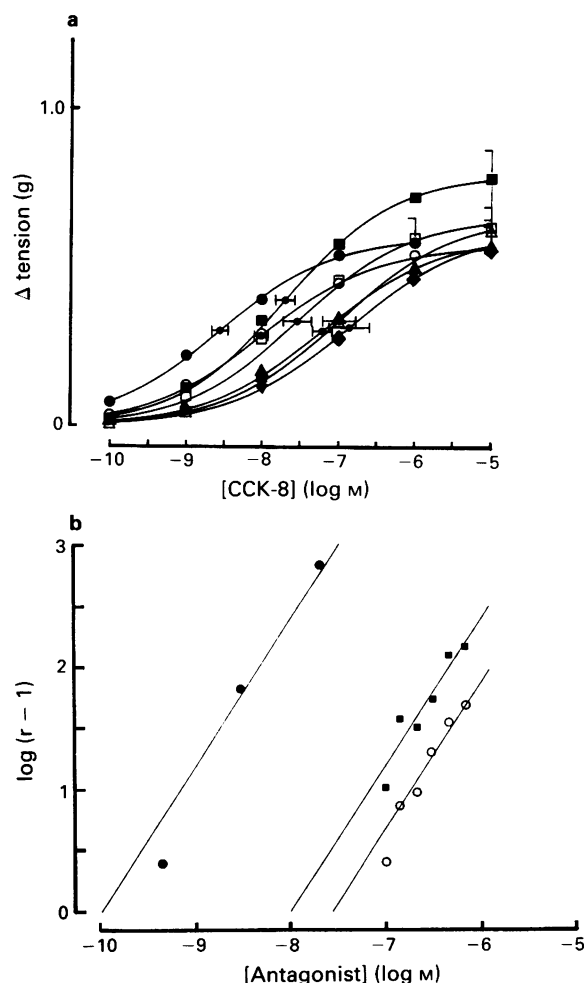 a
1.0
Δ tension (g)
0
−10 −9 −8 −7 −6 −5
[CCK-8] (log M)
b
3
2
log (r − 1)
1
0
−10 −9 −8 −7 −6 −5
[Antagonist] (log M)